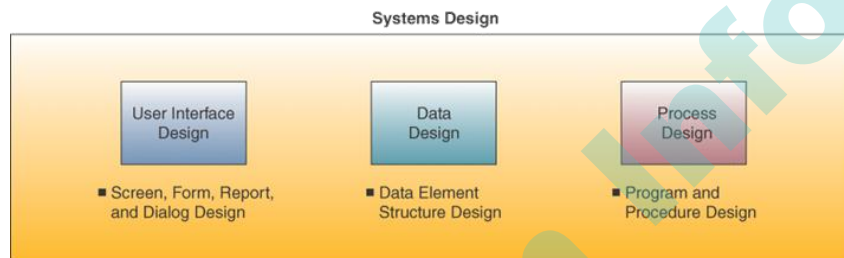 Systems Design
User Interface
Design
Data
Design
Process
Design
■ Screen, Form, Report,
and Dialog Design
■ Data Element
Structure Design
■ Program and
Procedure Design
Info